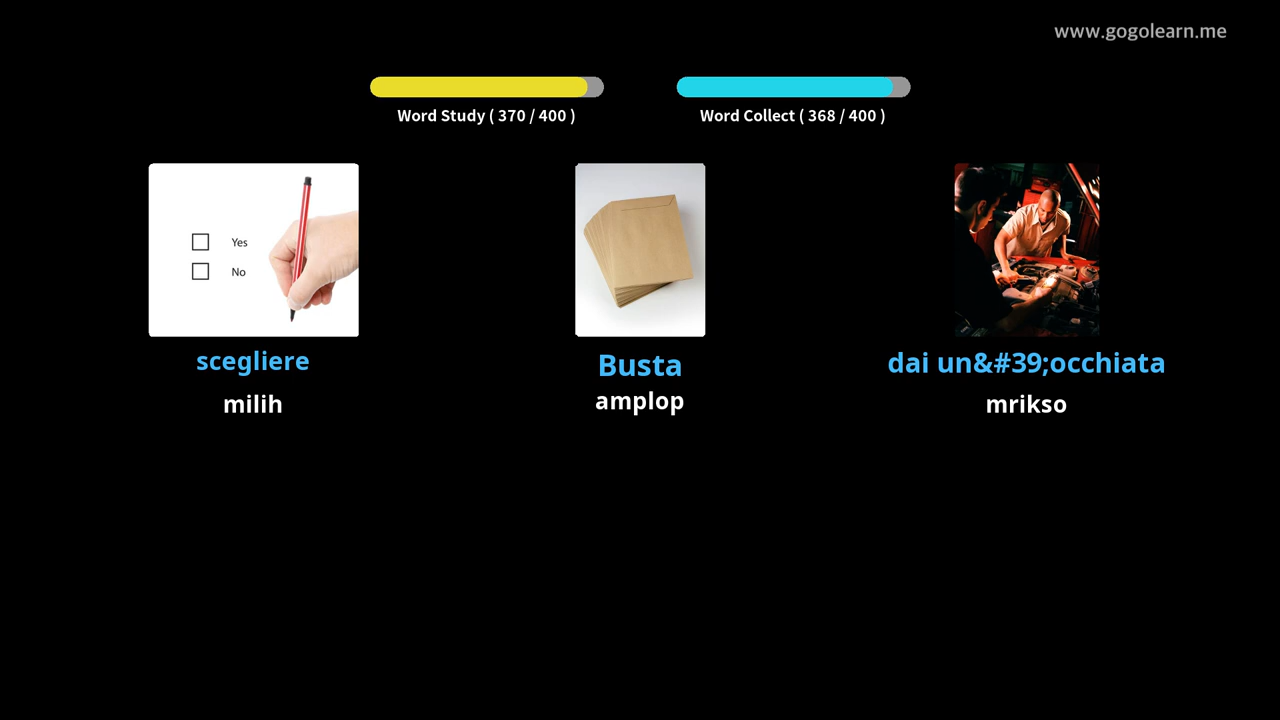 www.gogolearn.me
Word Study ( 370 / 400 )
Word Collect ( 368 / 400 )
Yes
No
scegliere
milih
Busta
amplop
dai un&#39;occhiata
mrikso